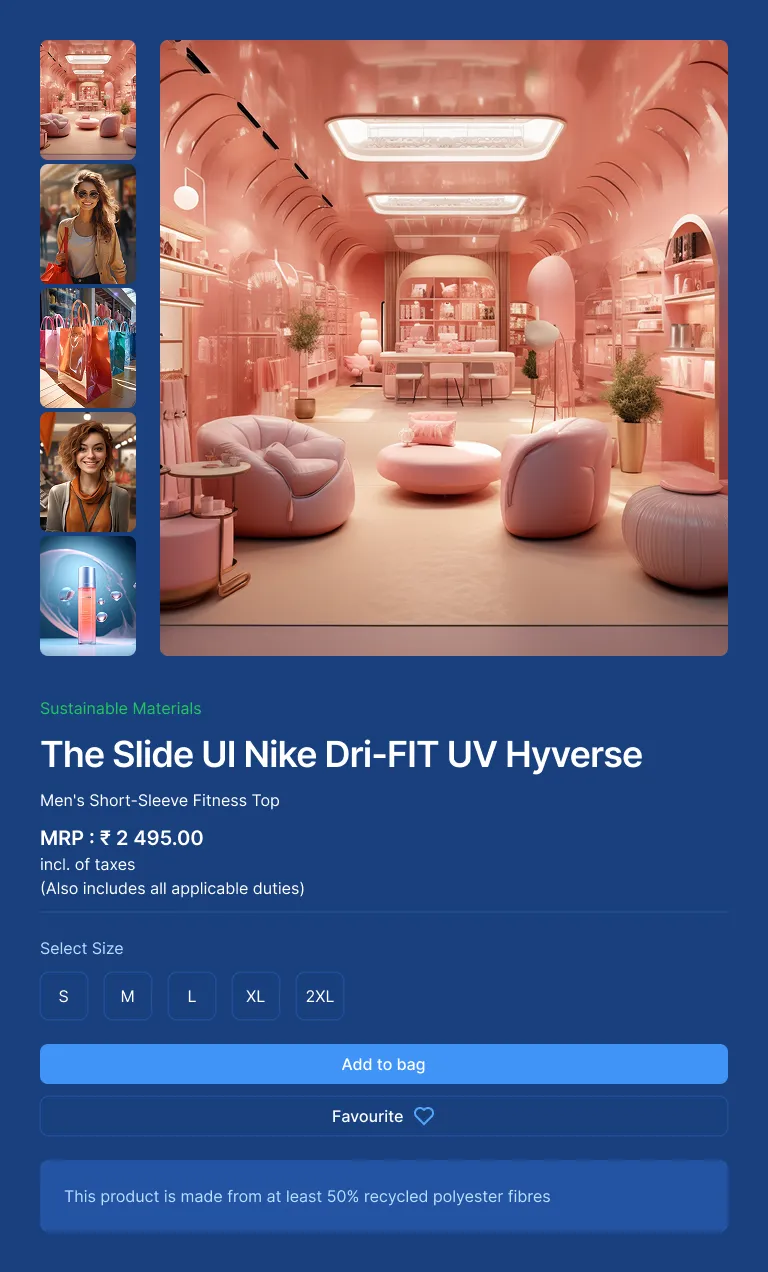 Sustainable Materials
The Slide UI Nike Dri-FIT UV Hyverse
Men's Short-Sleeve Fitness Top
MRP : ₹ 2 495.00
incl. of taxes
(Also includes all applicable duties)
Select Size
S M L XL 2XL
Add to bag
Favourite
This product is made from at least 50% recycled polyester fibres